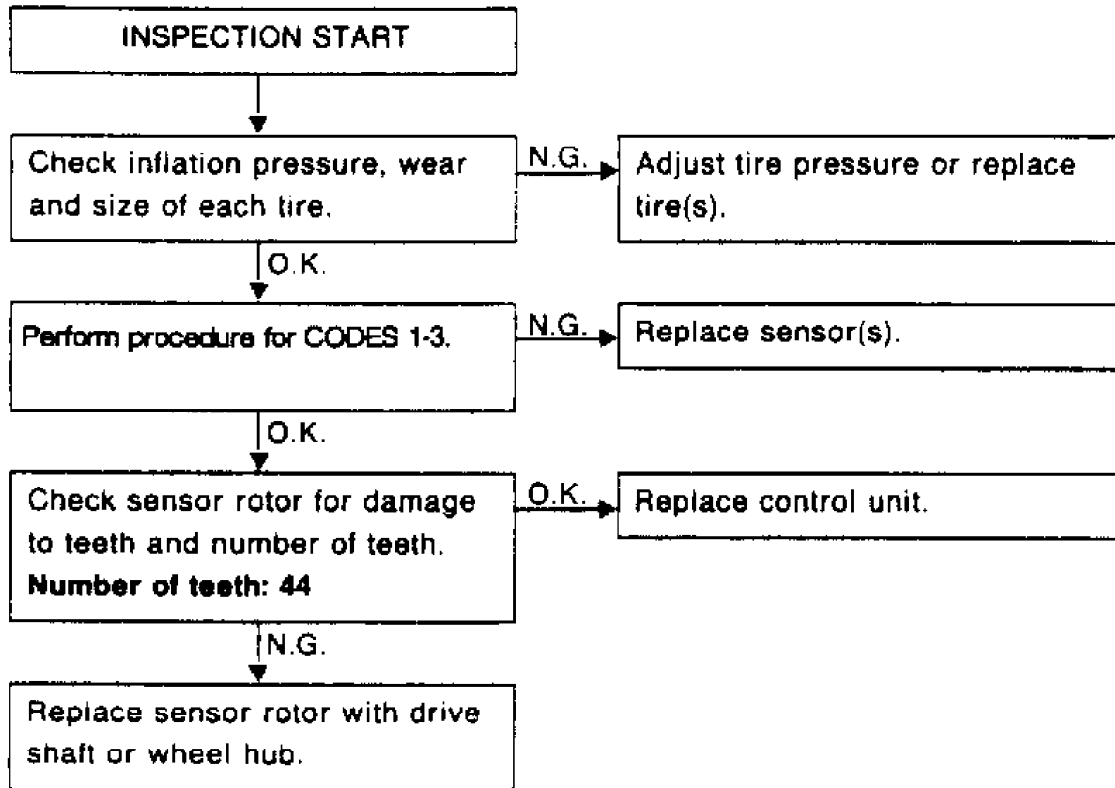 INSPECTION START
Check inflation pressure, wear
and size of each tire.
N.G.
Adjust tire pressure or replace
tire(s).
O.K.
Perform procedure for CODES 1-3.
N.G.
Replace sensor(s).
O.K.
Check sensor rotor for damage
to teeth and number of teeth.
Number of teeth: 44
O.K.
Replace control unit.
N.G.
Replace sensor rotor with drive
shaft or wheel hub.